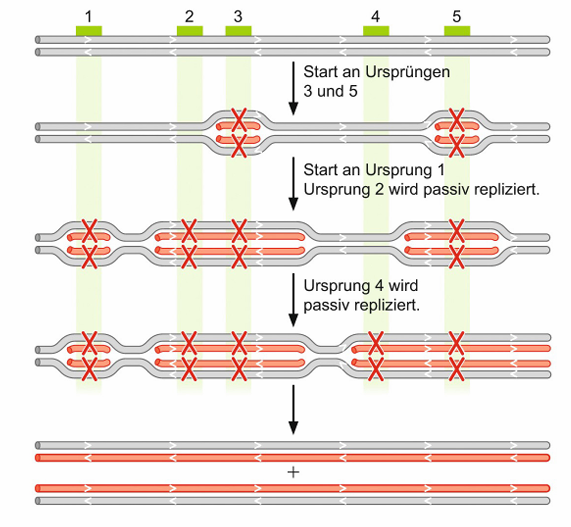 1 2 3 4 5
Start an Ursprüngen
3 und 5
Start an Ursprung 1
Ursprung 2 wird passiv repliziert.
Ursprung 4 wird
passiv repliziert.
+